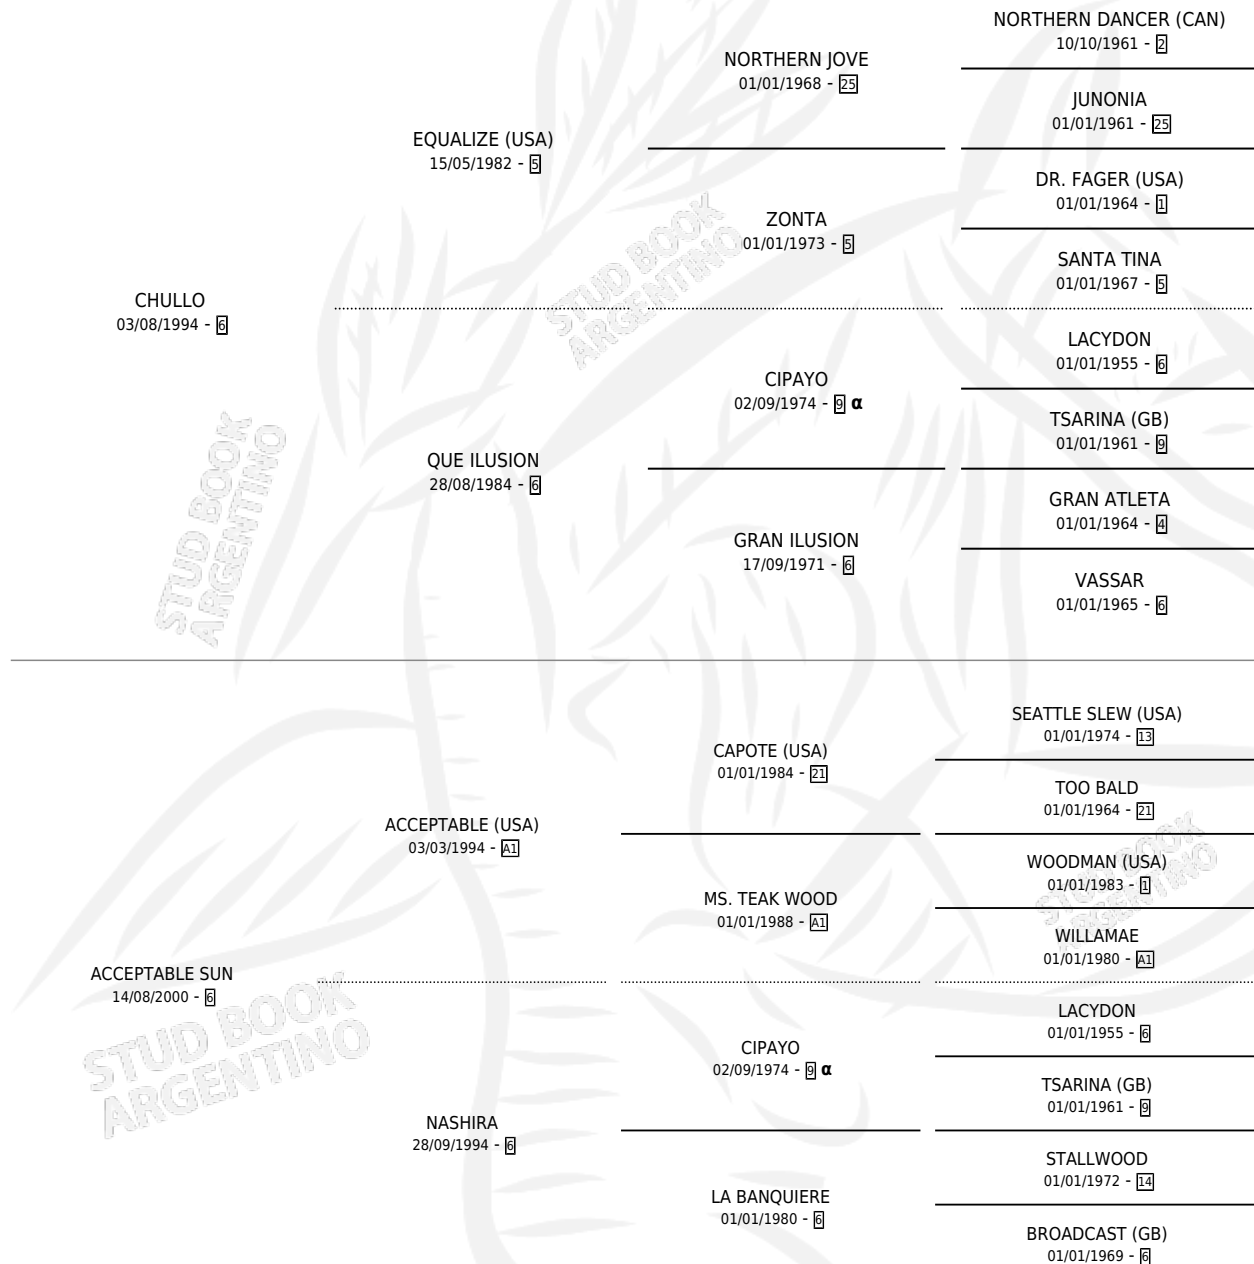 NORTHERN DANCER (CAN)
10/10/1961 - 2
NORTHERN JOVE
01/01/1968 - 25
JUNONIA
01/01/1961 - 25
EQUALIZE (USA)
15/05/1982 - 5
DR. FAGER (USA)
01/01/1964 - 1
ZONTA
01/01/1973 - 5
SANTA TINA
01/01/1967 - 5
CHULLO
03/08/1994 - 6
LACYDON
01/01/1955 - 6
CIPAYO
02/09/1974 - 9 α
TSARINA (GB)
01/01/1961 - 9
QUE ILUSION
28/08/1984 - 6
GRAN ATLETA
01/01/1964 - 4
GRAN ILUSION
17/09/1971 - 6
VASSAR
01/01/1965 - 6
STUD BOOK
ARGENTINO
STUD BOOK
ARGENTINO
SEATTLE SLEW (USA)
01/01/1974 - 13
CAPOTE (USA)
01/01/1984 - 21
TOO BALD
01/01/1964 - 21
ACCEPTABLE (USA)
03/03/1994 - A1
WOODMAN (USA)
01/01/1983 - 1
MS. TEAK WOOD
01/01/1988 - A1
WILLAMAE
01/01/1980 - A1
ACCEPTABLE SUN
14/08/2000 - 6
LACYDON
01/01/1955 - 6
CIPAYO
02/09/1974 - 9 α
TSARINA (GB)
01/01/1961 - 9
NASHIRA
28/09/1994 - 6
STALLWOOD
01/01/1972 - 14
LA BANQUIERE
01/01/1980 - 6
BROADCAST (GB)
01/01/1969 - 6
STUD BOOK
ARGENTINO
STUD BOOK
ARGENTINO